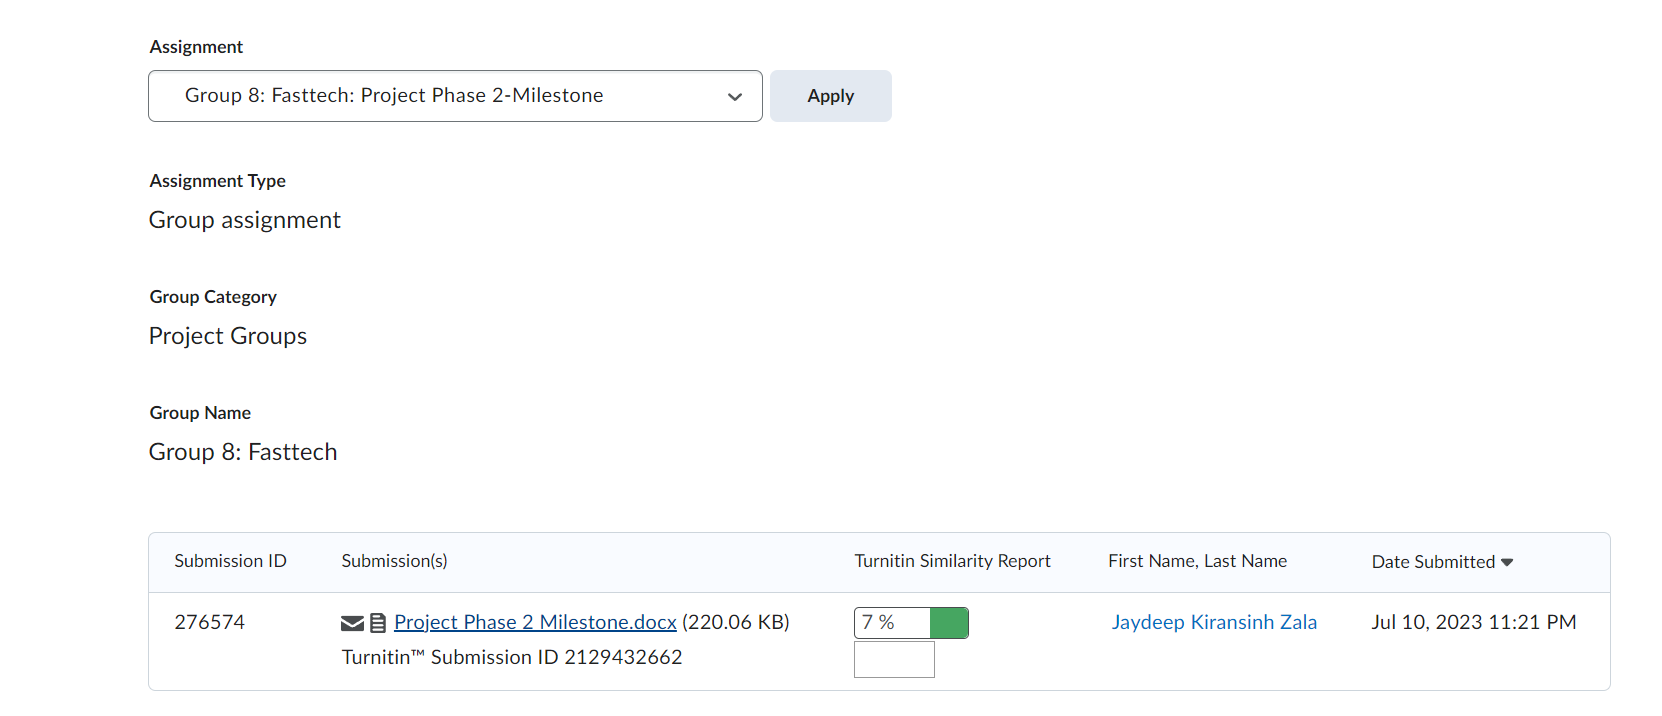 Assignment
Group 8: Fasttech: Project Phase 2-Milestone
Apply
Assignment Type
Group assignment
Group Category
Project Groups
Group Name
Group 8: Fasttech
Submission ID Submission(s) Turnitin Similarity Report First Name, Last Name Date Submitted
276574 Project Phase 2 Milestone.docx (220.06 KB) 7 % Jaydeep Kiransinh Zala Jul 10, 2023 11:21 PM
Turnitin™ Submission ID 2129432662